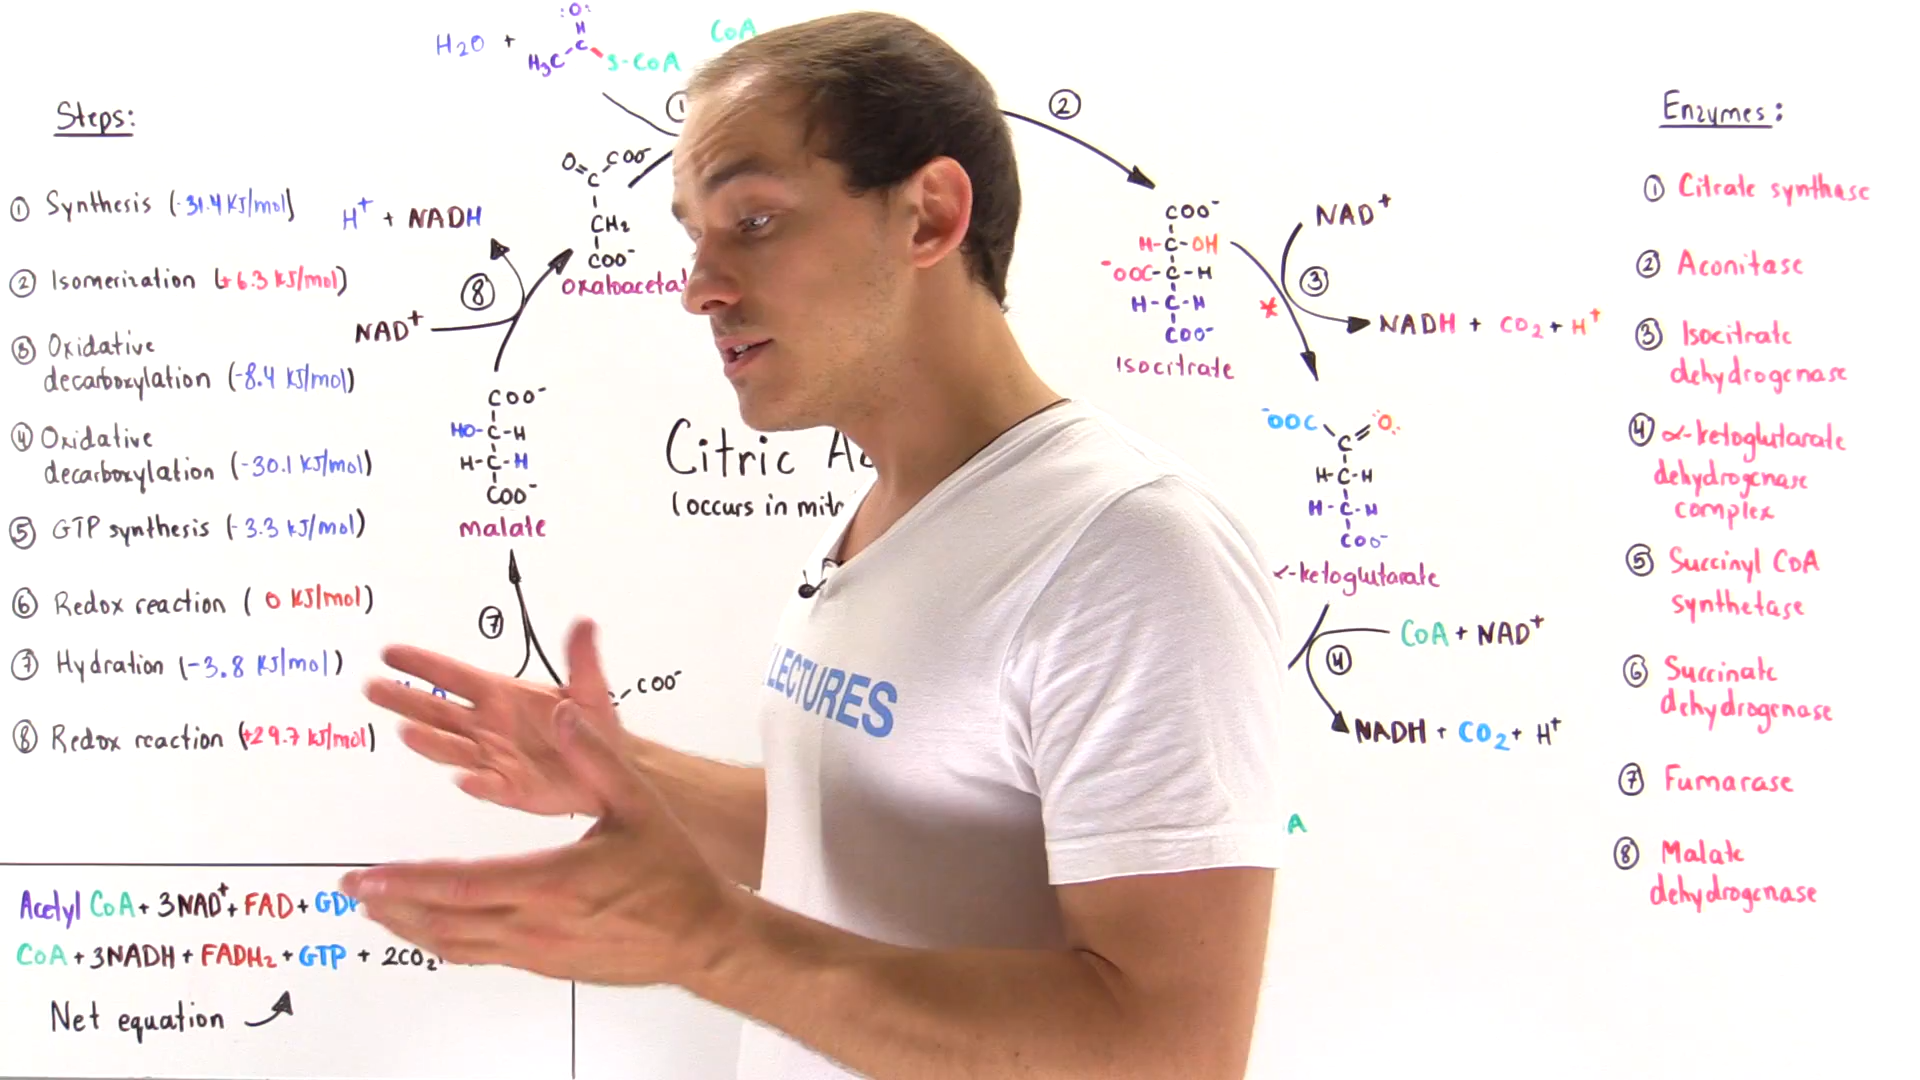 H₂O + :O: H H₃C-C-S-CoA
CoA
Steps:
① Synthesis (-31.4 KJ/mol)
② Isomerization (+6.3 KJ/mol)
③ Oxidative
decarboxylation (-8.4 KJ/mol)
④ Oxidative
decarboxylation (-30.1 KJ/mol)
⑤ GTP synthesis (-3.3 KJ/mol)
⑥ Redox reaction (0 KJ/mol)
⑦ Hydration (-3.8 KJ/mol)
⑧ Redox reaction (+29.7 KJ/mol)
①
O=C-COO⁻
CH₂
COO⁻
oxaloacetat
H⁺ + NADH
⑧
NAD⁺
COO⁻
HO-C-H
H-C-H
COO⁻
malate
⑦
COO⁻
Citric
(occurs in
②
COO⁻
H-C-OH
⁻OOC-C-H
H-C-H
COO⁻
Isocitrate
NAD⁺
③
*
NADH + CO₂ + H⁺
⁻OOC C=O:
H-C-H
H-C-H
COO⁻
α-ketoglutarate
CoA + NAD⁺
④
NADH + CO₂ + H⁺
A
LECTURES
Enzymes:
① Citrate synthase
② Aconitase
③ Isocitrate
dehydrogenase
④ α-ketoglutarate
dehydrogenase
complex
⑤ Succinyl CoA
synthetase
⑥ Succinate
dehydrogenase
⑦ Fumarase
⑧ Malate
dehydrogenase
Acetyl CoA + 3NAD⁺ + FAD + GDP
CoA + 3NADH + FADH₂ + GTP + 2CO₂
Net equation